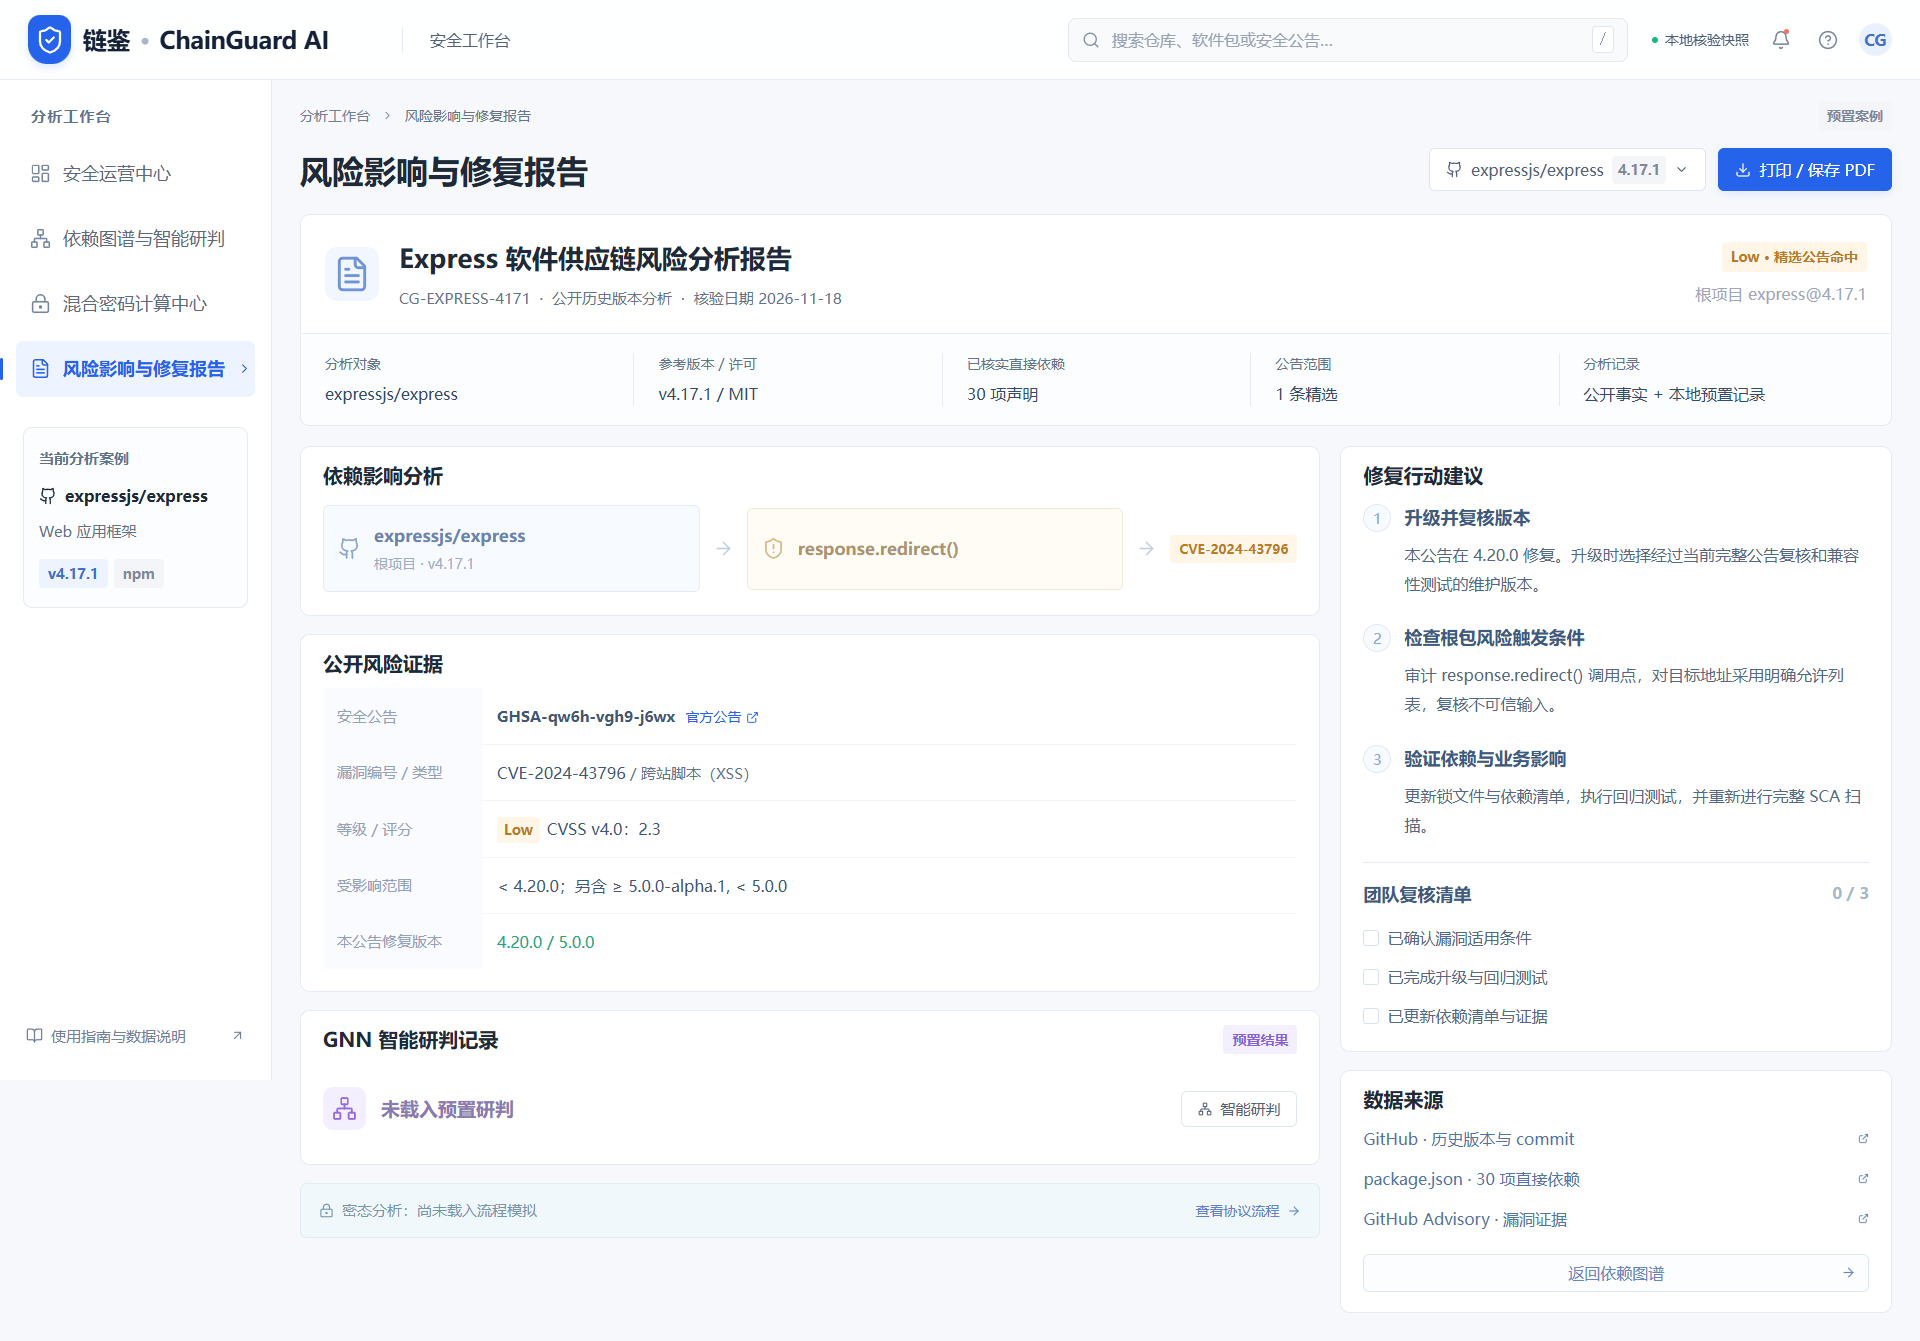 链鉴 • ChainGuard AI
安全工作台
搜索仓库、软件包或安全公告...
/
本地核验快照
CG
分析工作台
安全运营中心
依赖图谱与智能研判
混合密码计算中心
风险影响与修复报告
当前分析案例
expressjs/express
Web 应用框架
v4.17.1
npm
使用指南与数据说明
分析工作台 > 风险影响与修复报告
预置案例
风险影响与修复报告
expressjs/express 4.17.1
打印 / 保存 PDF
Express 软件供应链风险分析报告
CG-EXPRESS-4171 · 公开历史版本分析 · 核验日期 2026-11-18
Low • 精选公告命中
根项目 express@4.17.1
分析对象
expressjs/express
参考版本 / 许可
v4.17.1 / MIT
已核实直接依赖
30 项声明
公告范围
1 条精选
分析记录
公开事实 + 本地预置记录
依赖影响分析
expressjs/express
根项目 · v4.17.1
response.redirect()
CVE-2024-43796
公开风险证据
安全公告
GHSA-qw6h-vgh9-j6wx 官方公告
漏洞编号 / 类型
CVE-2024-43796 / 跨站脚本（XSS）
等级 / 评分
Low CVSS v4.0：2.3
受影响范围
< 4.20.0；另含 ≥ 5.0.0-alpha.1, < 5.0.0
本公告修复版本
4.20.0 / 5.0.0
GNN 智能研判记录
预置结果
未载入预置研判
智能研判
密态分析：尚未载入流程模拟
查看协议流程
修复行动建议
1 升级并复核版本
本公告在 4.20.0 修复。升级时选择经过当前完整公告复核和兼容
性测试的维护版本。
2 检查根包风险触发条件
审计 response.redirect() 调用点，对目标地址采用明确允许列
表，复核不可信输入。
3 验证依赖与业务影响
更新锁文件与依赖清单，执行回归测试，并重新进行完整 SCA 扫
描。
团队复核清单
0 / 3
已确认漏洞适用条件
已完成升级与回归测试
已更新依赖清单与证据
数据来源
GitHub · 历史版本与 commit
package.json · 30 项直接依赖
GitHub Advisory · 漏洞证据
返回依赖图谱